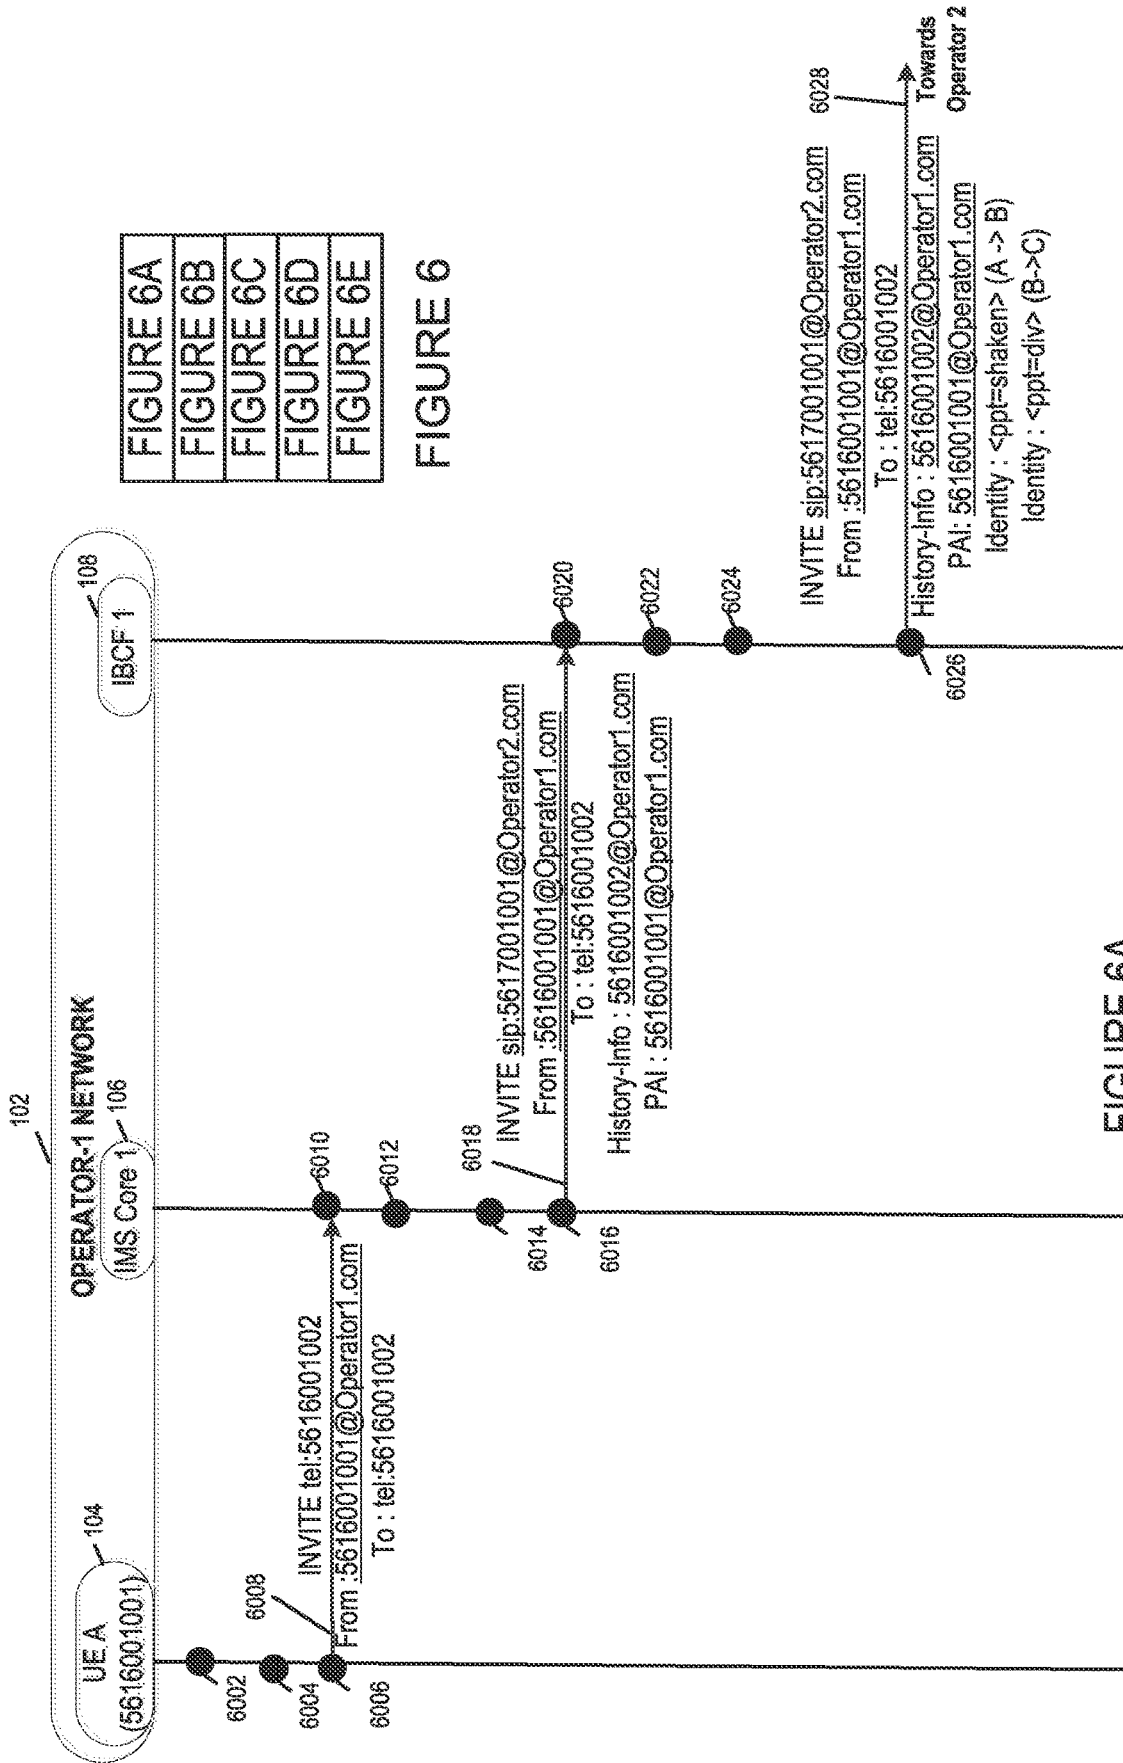 102
OPERATOR-1 NETWORK
UE A
(5616001001)
104
IMS Core 1
106
IBCF 1
108
6002
6004
6006
6008
INVITE tel:5616001002
From :5616001001@Operator1.com
To : tel:5616001002
6010
6012
6014
6016
6018
INVITE sip:5617001001@Operator2.com
From :5616001001@Operator1.com
To : tel:5616001002
History-Info : 5616001002@Operator1.com
PAI : 5616001001@Operator1.com
6020
6022
6024
6026
INVITE sip:5617001001@Operator2.com
From :5616001001@Operator1.com
To : tel:5616001002
History-Info : 5616001002@Operator1.com
PAI: 5616001001@Operator1.com
Identity : <ppt=shaken> (A -> B)
Identity : <ppt=div> (B->C)
6028
Towards
Operator 2
FIGURE 6A
FIGURE 6B
FIGURE 6C
FIGURE 6D
FIGURE 6E
FIGURE 6
FIGURE 6A